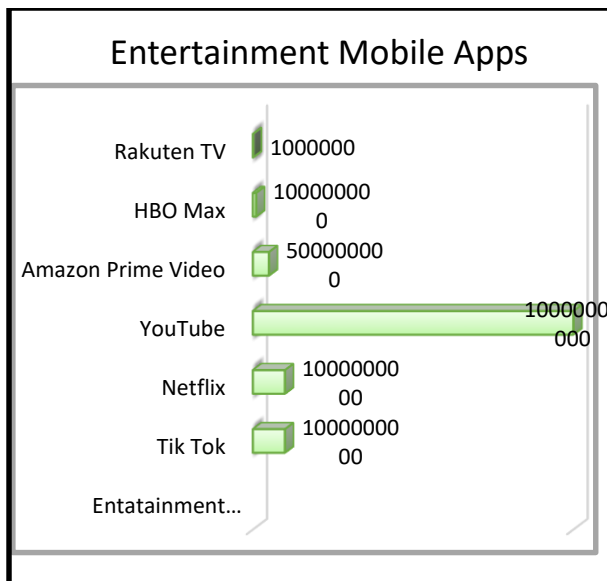 Entertainment Mobile Apps
Rakuten TV
1000000
HBO Max
10000000
0
Amazon Prime Video
50000000
0
YouTube
1000000
000
Netflix
10000000
00
Tik Tok
10000000
00
Entatainment...